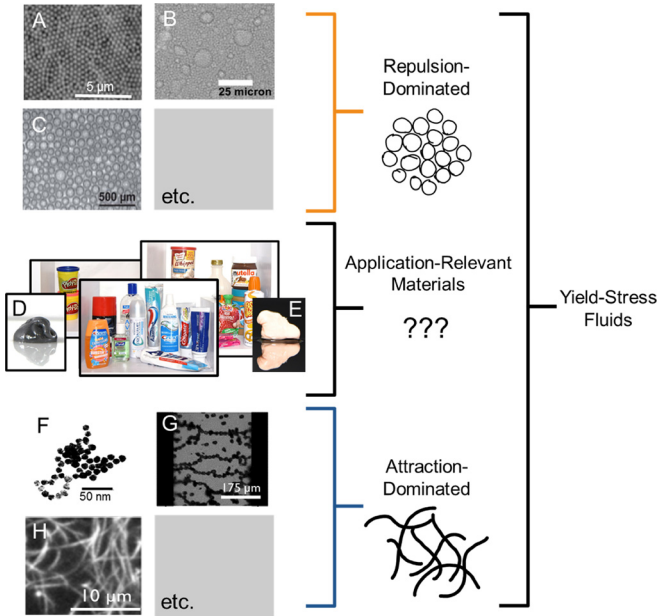 A
5 µm
B
25 micron
C
500 µm
etc.
Repulsion-
Dominated
D
E
Application-Relevant
Materials
???
Yield-Stress
Fluids
F
50 nm
G
175 µm
H
10 µm
etc.
Attraction-
Dominated